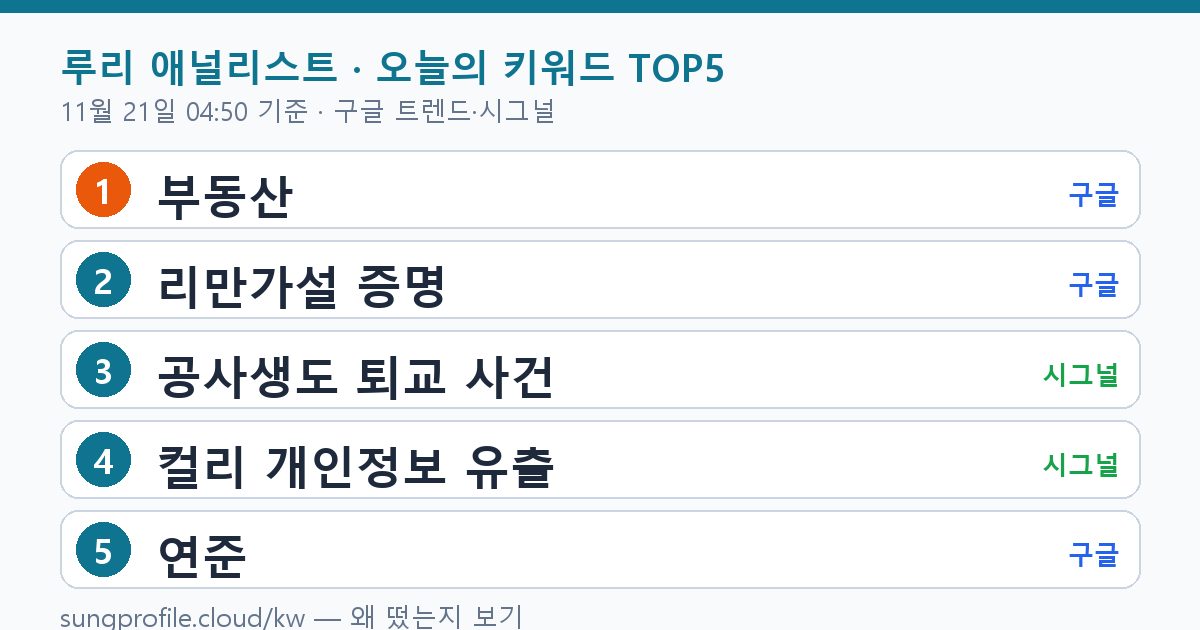 루리 애널리스트 · 오늘의 키워드 TOP5
11월 21일 04:50 기준 · 구글 트렌드·시그널
1 부동산 구글
2 리만가설 증명 구글
3 공사생도 퇴교 사건 시그널
4 컬리 개인정보 유출 시그널
5 연준 구글
sungprofile.cloud/kw — 왜 떴는지 보기